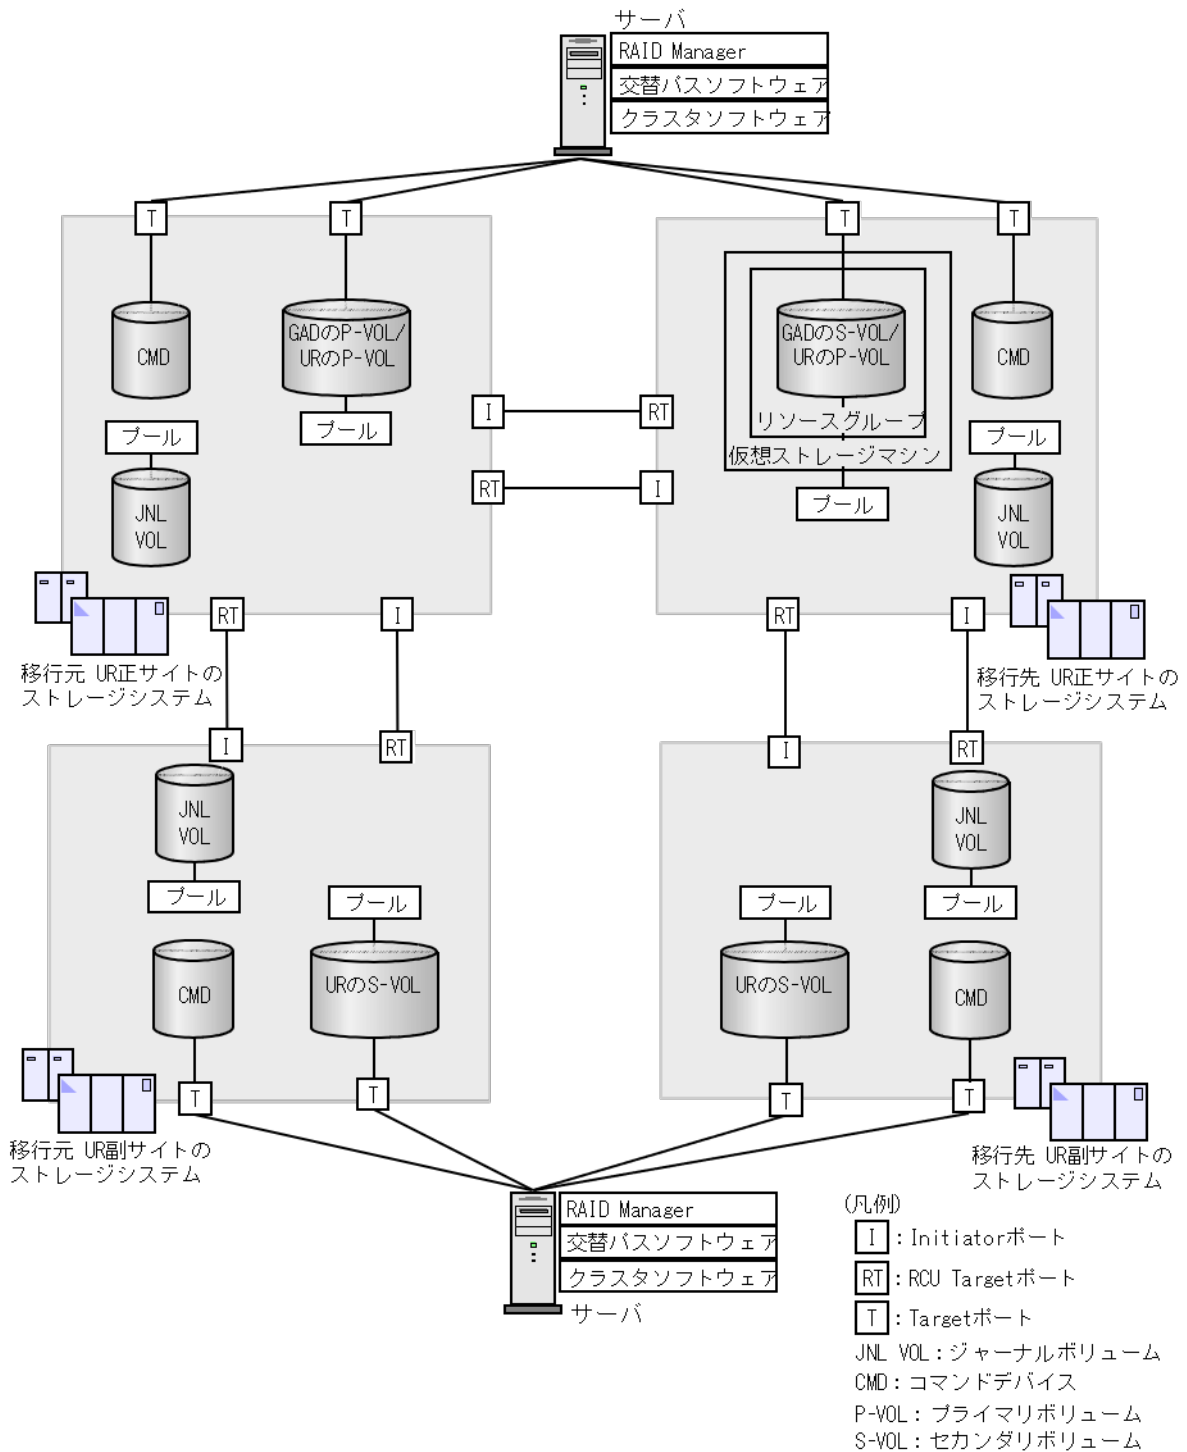 サーバ
RAID Manager
交替パスソフトウェア
クラスタソフトウェア
T
T
T
T
CMD
GADのP-VOL/
URのP-VOL
GADのS-VOL/
URのP-VOL
CMD
プール
プール
I
RT
リソースグループ
仮想ストレージマシン
プール
JNL
VOL
RT
I
プール
JNL
VOL
RT
I
RT
I
移行元 UR正サイトの
ストレージシステム
移行先 UR正サイトの
ストレージシステム
I
RT
I
RT
JNL
VOL
プール
プール
JNL
VOL
プール
プール
CMD
URのS-VOL
URのS-VOL
CMD
T
T
T
T
移行元 UR副サイトの
ストレージシステム
移行先 UR副サイトの
ストレージシステム
RAID Manager
交替パスソフトウェア
クラスタソフトウェア
サーバ
(凡例)
I：Initiatorポート
RT：RCU Targetポート
T：Targetポート
JNL VOL：ジャーナルボリューム
CMD：コマンドデバイス
P-VOL：プライマリボリューム
S-VOL：セカンダリボリューム